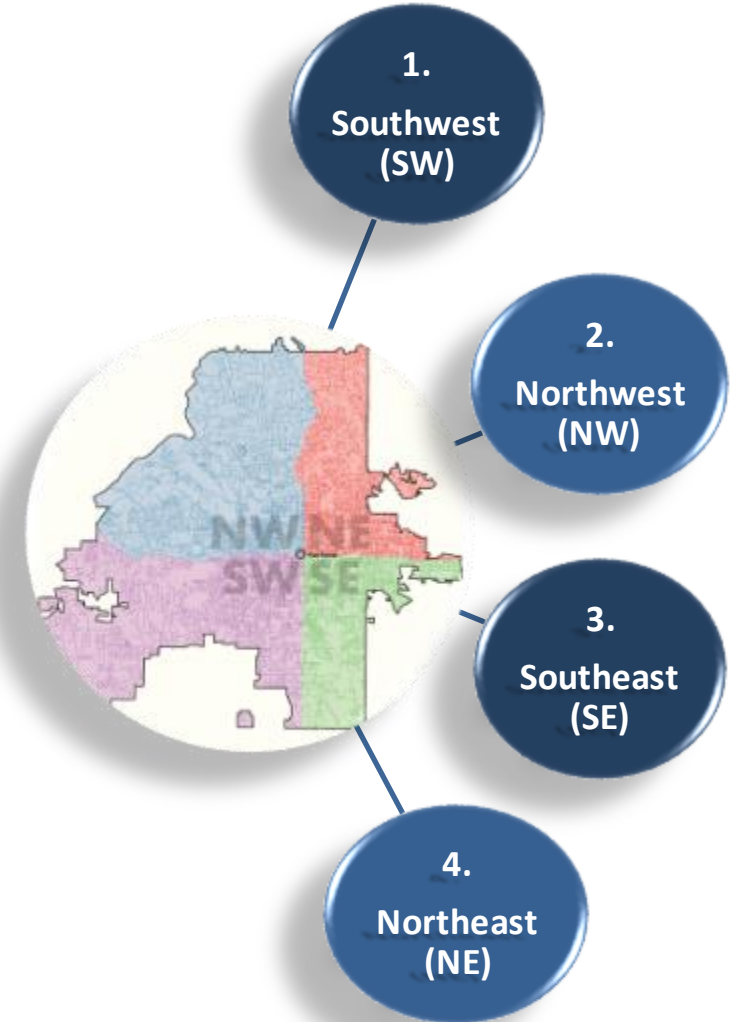 1.
Southwest
(SW)
2.
Northwest
(NW)
NW NE
SW SE
3.
Southeast
(SE)
4.
Northeast
(NE)